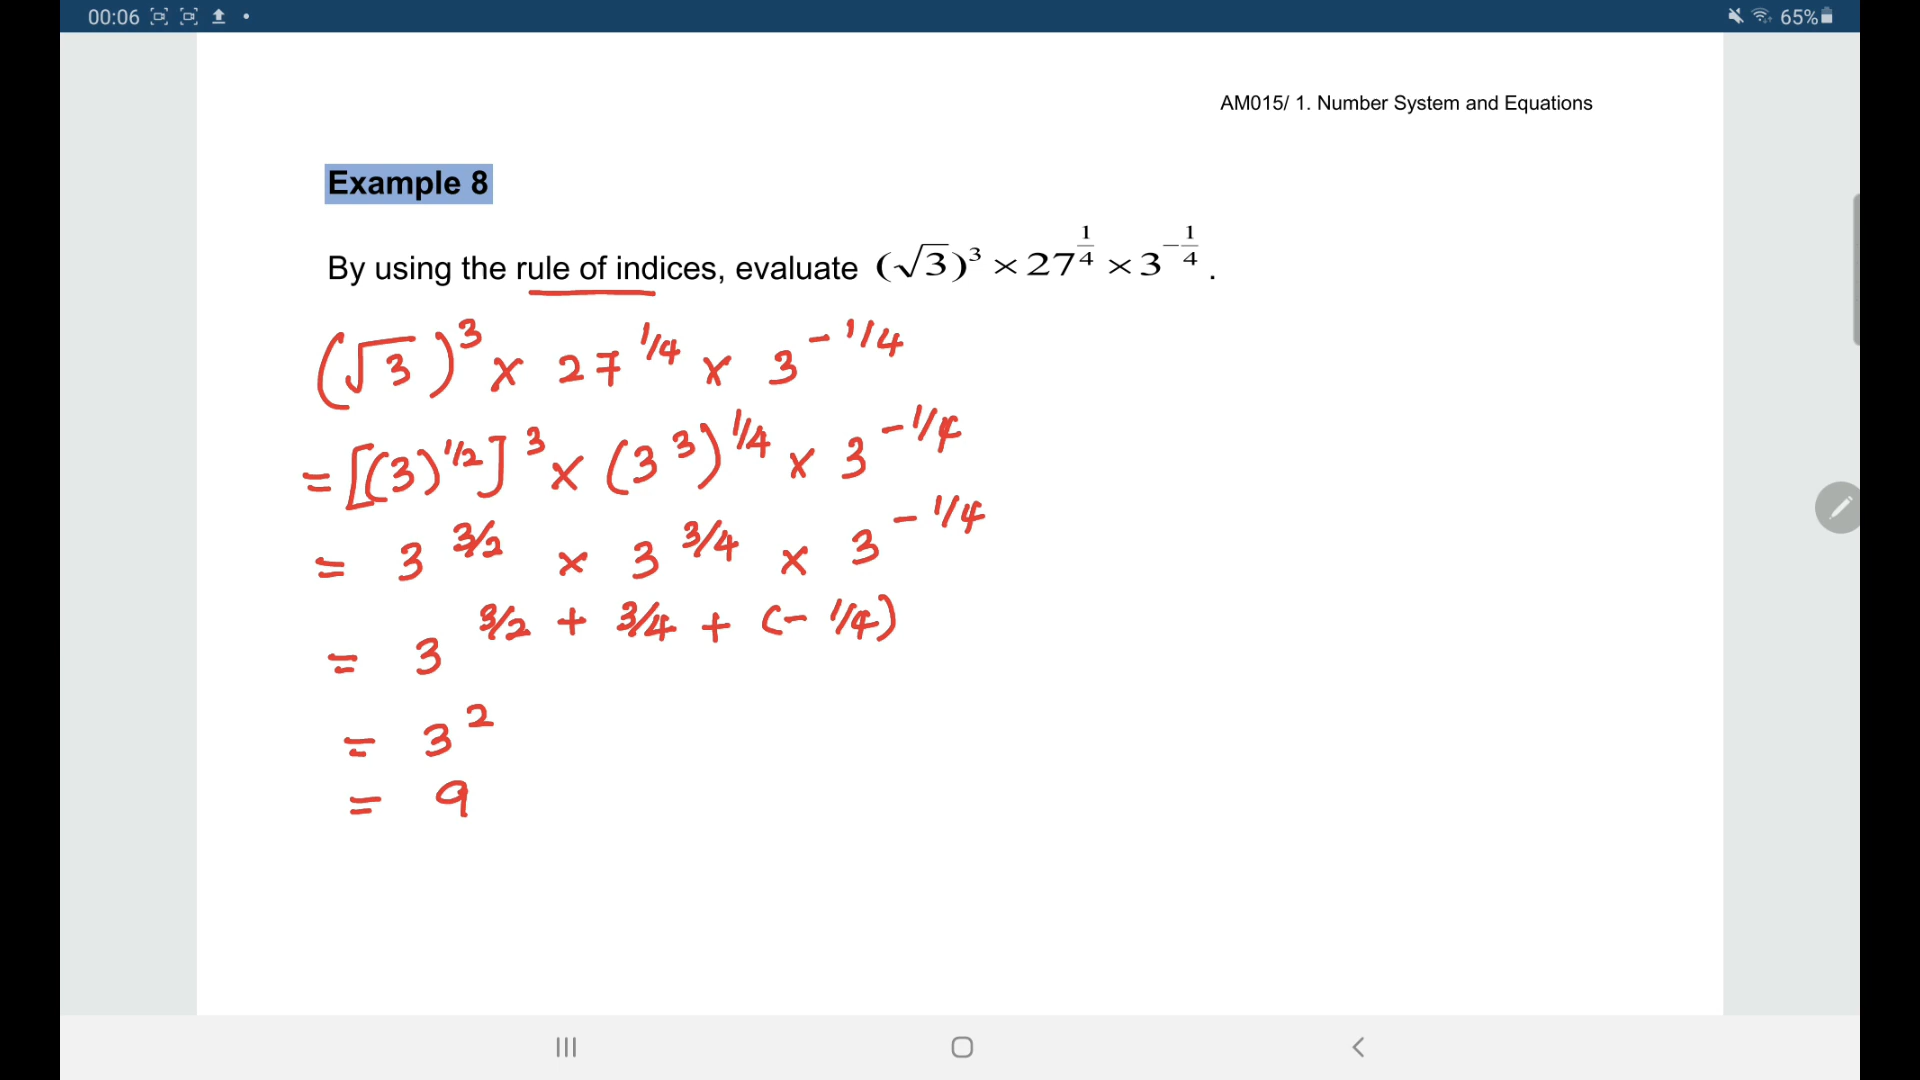 00:06
65%
AM015/ 1. Number System and Equations
Example 8
By using the rule of indices, evaluate (√3)³ × 27^(1/4) × 3^(-1/4).
(√3)³ × 27^(1/4) × 3^(-1/4)
= [(3)^(1/2)]³ × (3³)^(1/4) × 3^(-1/4)
= 3^(3/2) × 3^(3/4) × 3^(-1/4)
= 3^(3/2 + 3/4 + (-1/4))
= 3²
= 9